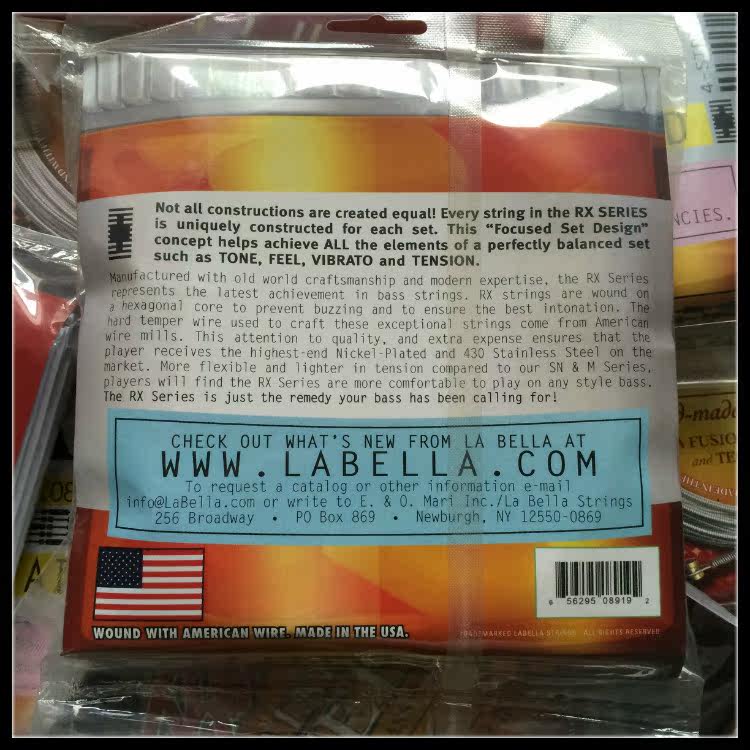 Not all constructions are created equal! Every string in the RX SERIES
is uniquely constructed for each set. This “Focused Set Design”
concept helps achieve ALL the elements of a perfectly balanced set
such as TONE, FEEL, VIBRATO and TENSION.
Manufactured with old world craftsmanship and modern expertise, the RX Series
represents the latest achievement in bass strings. RX strings are wound on
a hexagonal core to prevent buzzing and to ensure the best intonation. The
hard temper wire used to craft these exceptional strings come from American
wire mills. This attention to quality, and extra expense ensures that the
player receives the highest-end Nickel-Plated and 430 Stainless Steel on the
market. More flexible and lighter in tension compared to our SN & M Series,
players will find the RX Series are more comfortable to play on any style bass.
The RX Series is just the remedy your bass has been calling for!
CHECK OUT WHAT'S NEW FROM LA BELLA AT
WWW.LABELLA.COM
To request a catalog or other information e-mail
info@LaBella.com or write to E. & O. Mari Inc./La Bella Strings
256 Broadway • PO Box 869 • Newburgh, NY 12550-0869
6 56295 08919 2
WOUND WITH AMERICAN WIRE. MADE IN THE USA.
TRADEMARKED LABELLA STRINGS ALL RIGHTS RESERVED
NCIES.
A FUSIO
and TE